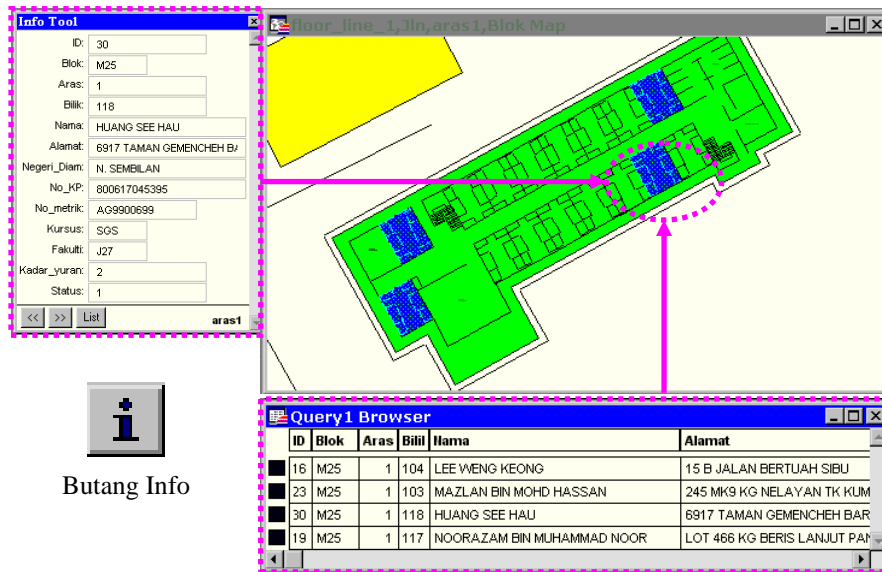 Info Tool
ID: 30
Blok: M25
Aras: 1
Bilik: 118
Nama: HUANG SEE HAU
Alamat: 6917 TAMAN GEMENCHEH BA
Negeri_Diam: N. SEMBILAN
No_KP: 800617045395
No_metrik: AG9900699
Kursus: SGS
Fakulti: J27
Kadar_yuran: 2
Status: 1
<< >> List aras1
floor_line_1,Jln,aras1,Blok Map
i
Butang Info
Query1 Browser
ID Blok Aras Bilil Nama Alamat
16 M25 1 104 LEE WENG KEONG 15 B JALAN BERTUAH SIBU
23 M25 1 103 MAZLAN BIN MOHD HASSAN 245 MK9 KG NELAYAN TK KUM
30 M25 1 118 HUANG SEE HAU 6917 TAMAN GEMENCHEH BAR
19 M25 1 117 NOORAZAM BIN MUHAMMAD NOOR LOT 466 KG BERIS LANJUT PAN